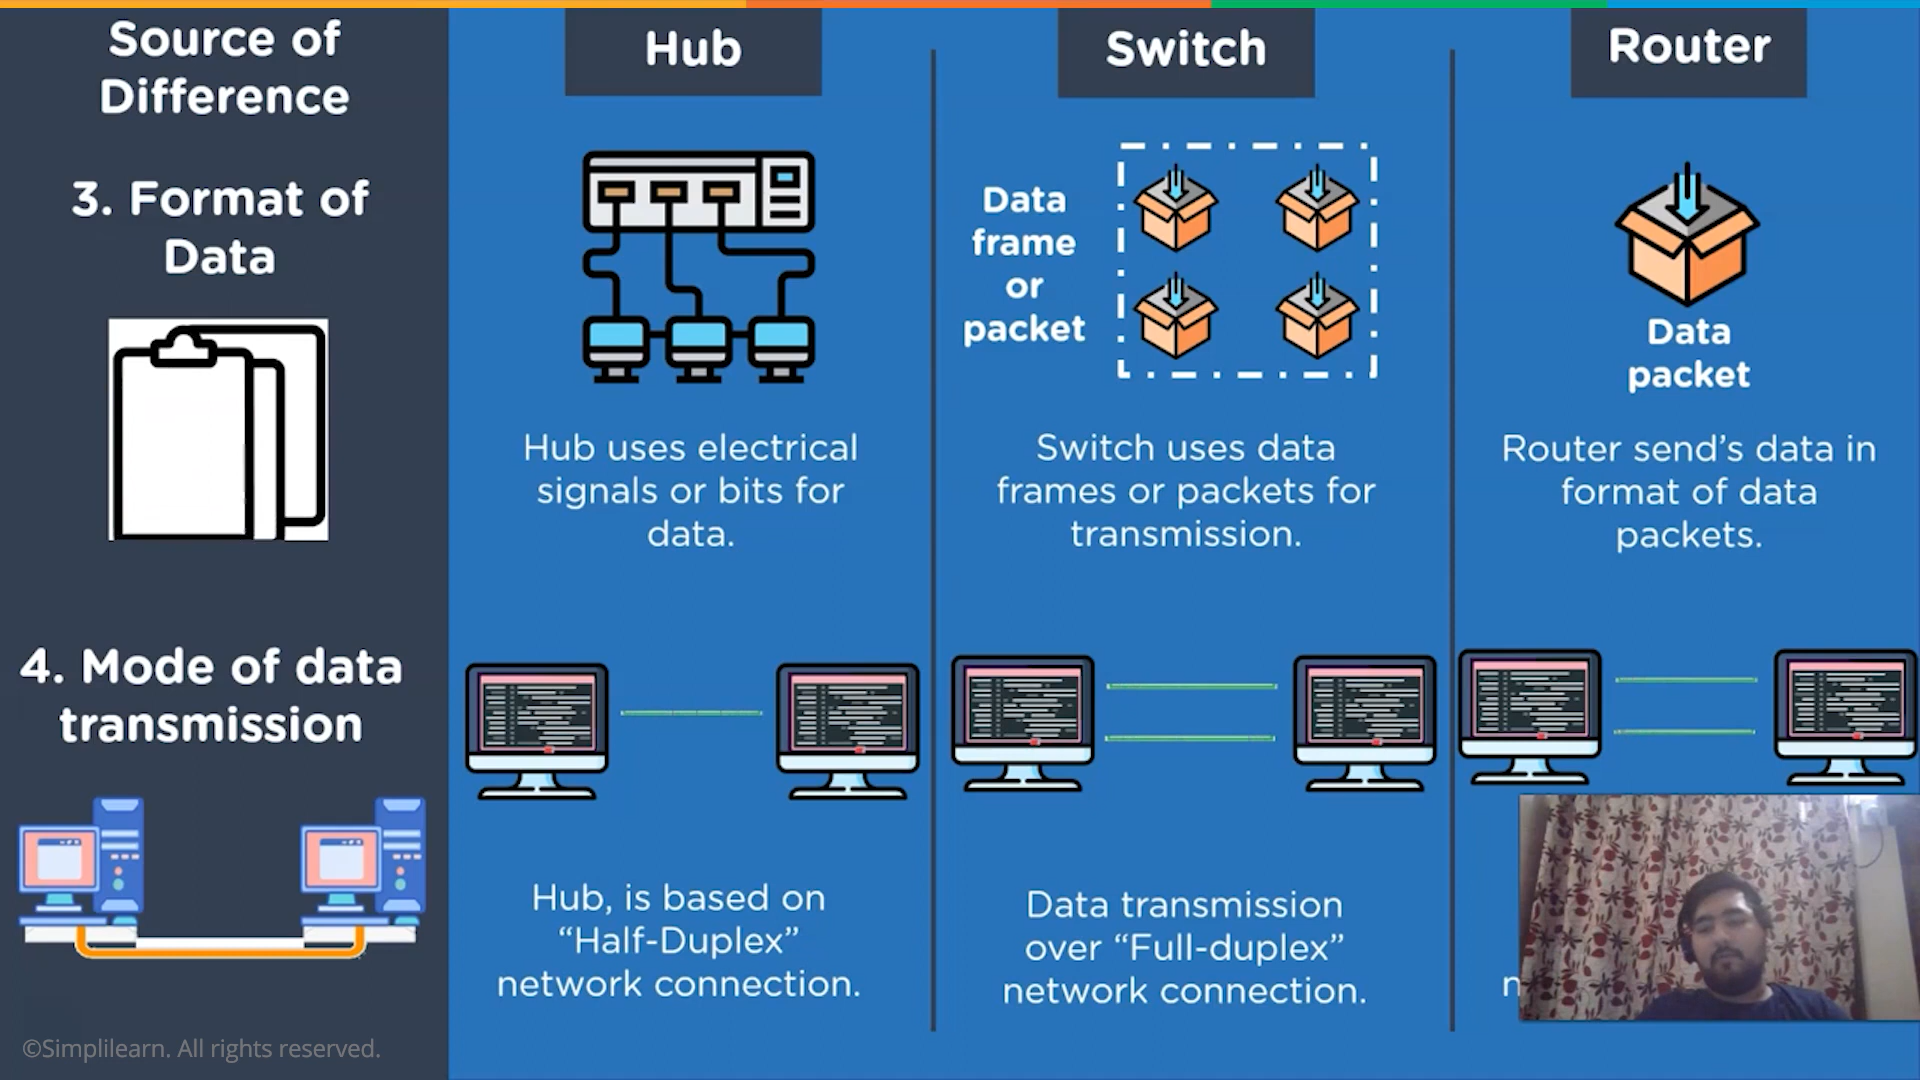 Source of
Difference
Hub
Switch
Router
3. Format of
Data
Data
frame
or
packet
Data
packet
Hub uses electrical
signals or bits for
data.
Switch uses data
frames or packets for
transmission.
Router send's data in
format of data
packets.
4. Mode of data
transmission
Hub, is based on
“Half-Duplex”
network connection.
Data transmission
over “Full-duplex”
network connection.
©Simplilearn. All rights reserved.